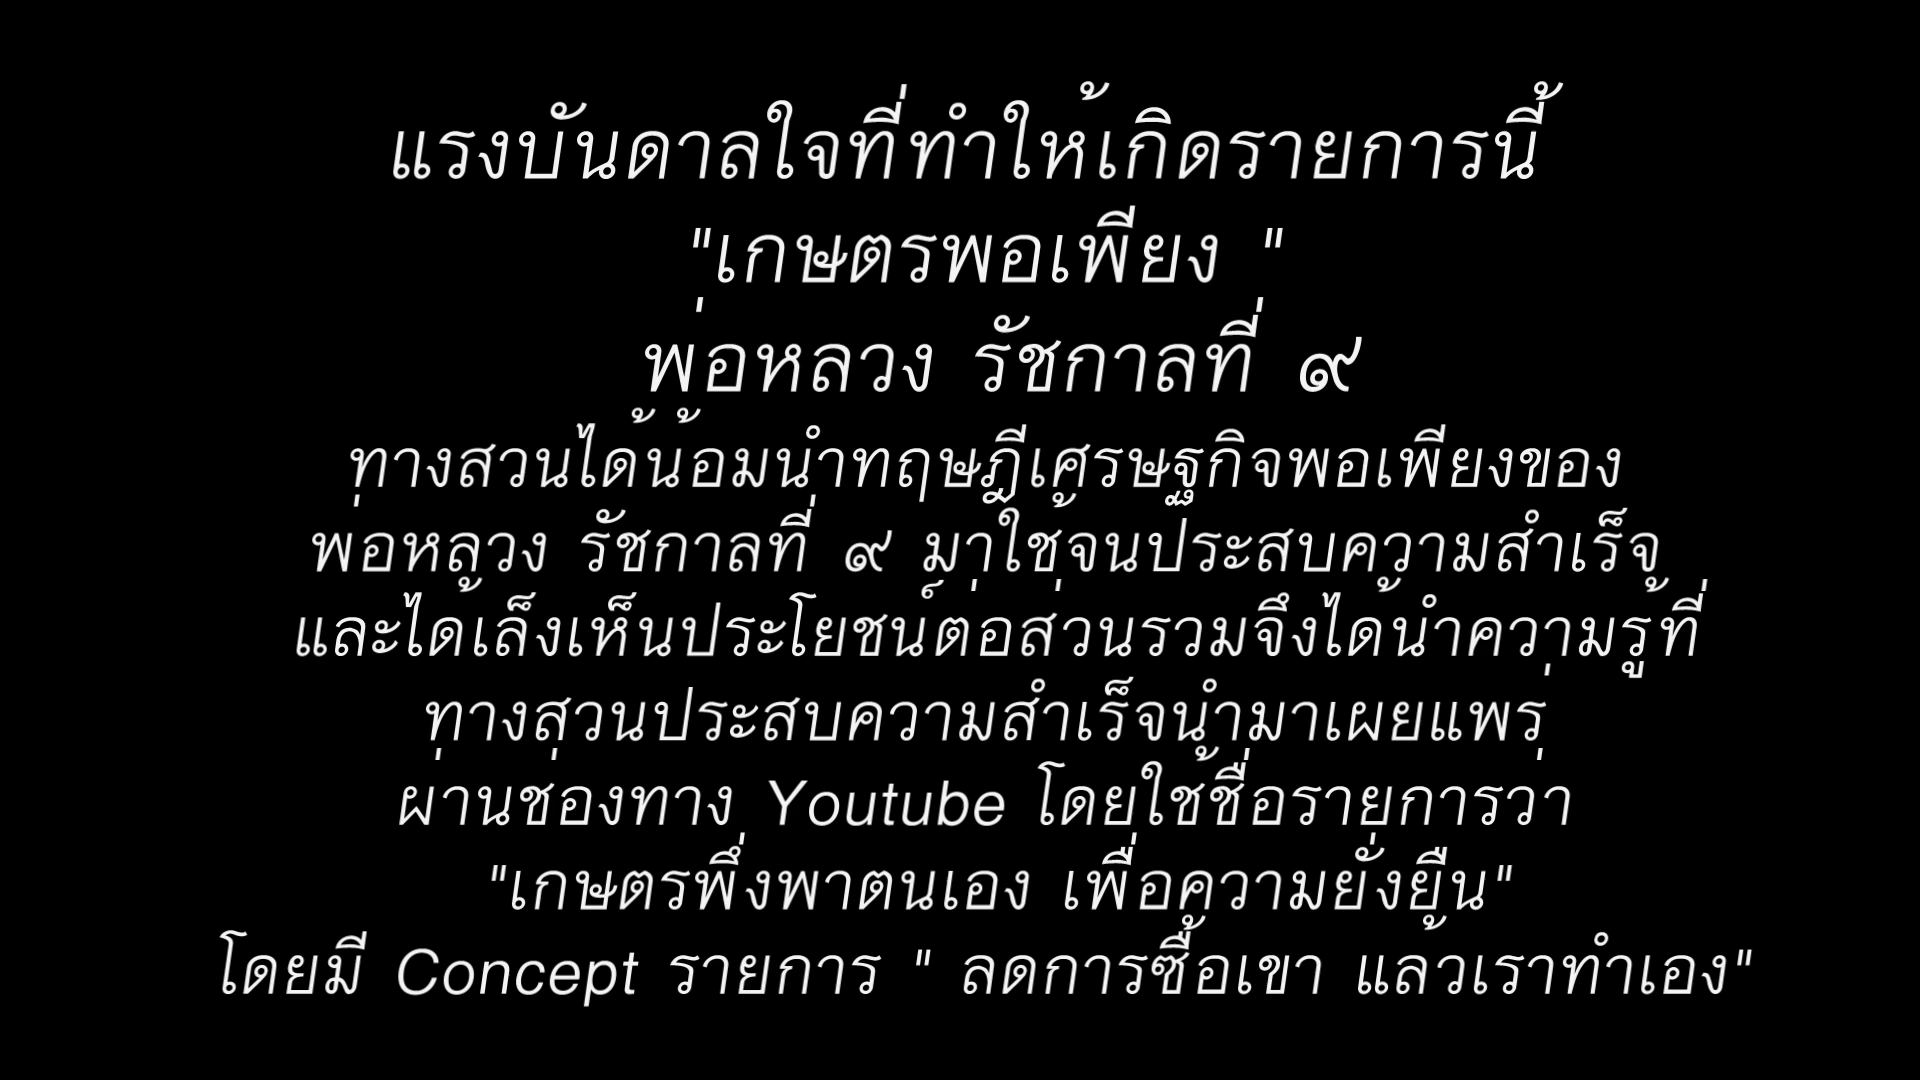 แรงบันดาลใจที่ทำให้เกิดรายการนี้
"เกษตรพอเพียง "
พ่อหลวง รัชกาลที่ ๙
ทางสวนได้น้อมนำทฤษฎีเศรษฐกิจพอเพียงของ
พ่อหลวง รัชกาลที่ ๙ มาใช้จนประสบความสำเร็จ
และได้เล็งเห็นประโยชน์ต่อส่วนรวมจึงได้นำความรู้ที่
ทางสวนประสบความสำเร็จนำมาเผยแพร่
ผ่านช่องทาง Youtube โดยใช้ชื่อรายการว่า
"เกษตรพึ่งพาตนเอง เพื่อความยั่งยืน"
โดยมี Concept รายการ " ลดการซื้อเขา แล้วเราทำเอง"